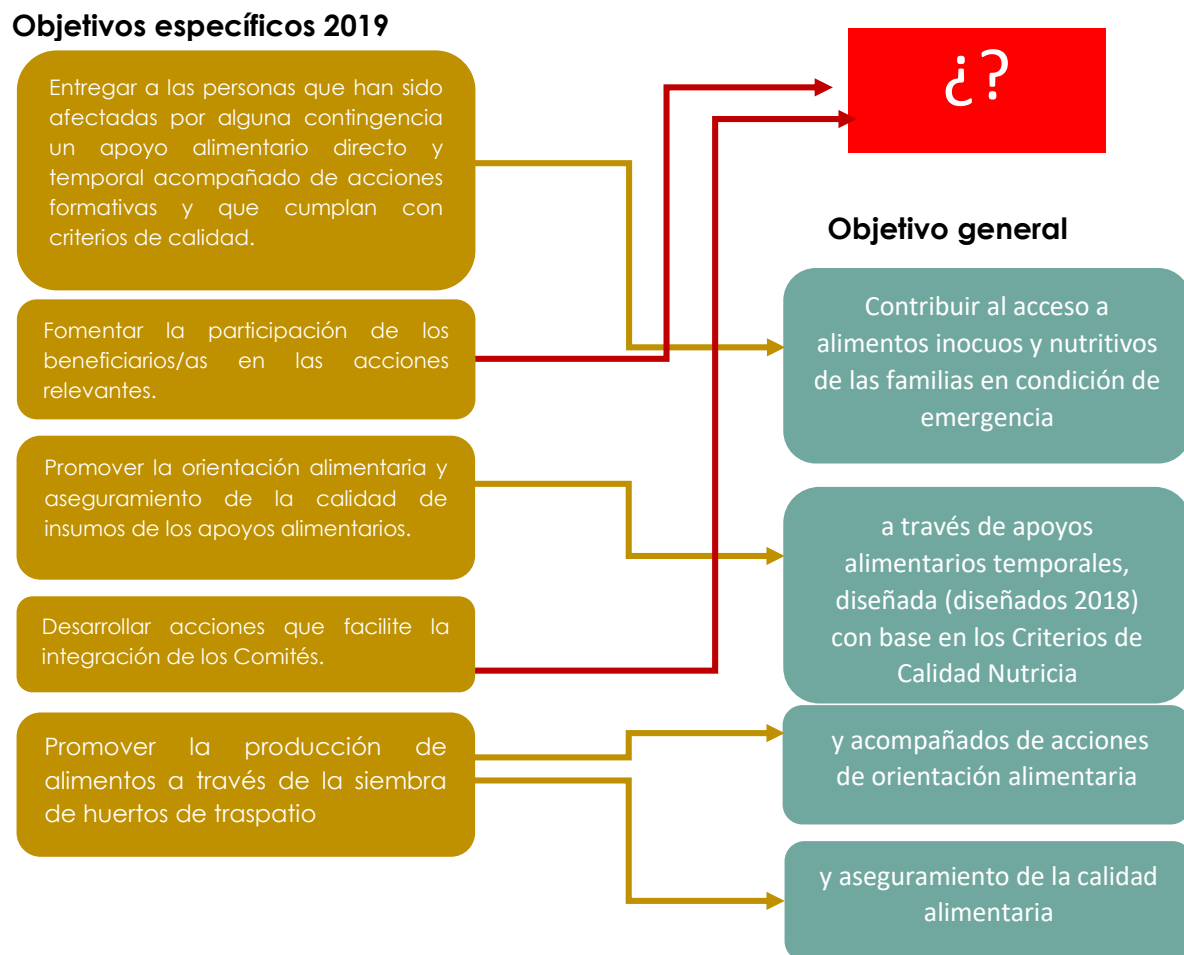 Objetivos específicos 2019
Entregar a las personas que han sido
afectadas por alguna contingencia
un apoyo alimentario directo y
temporal acompañado de acciones
formativas y que cumplan con
criterios de calidad.
Fomentar la participación de los
beneficiarios/as en las acciones
relevantes.
Promover la orientación alimentaria y
aseguramiento de la calidad de
insumos de los apoyos alimentarios.
Desarrollar acciones que facilite la
integración de los Comités.
Promover la producción de
alimentos a través de la siembra
de huertos de traspatio
¿?
Objetivo general
Contribuir al acceso a
alimentos inocuos y nutritivos
de las familias en condición de
emergencia
a través de apoyos
alimentarios temporales,
diseñada (diseñados 2018)
con base en los Criterios de
Calidad Nutricia
y acompañados de acciones
de orientación alimentaria
y aseguramiento de la calidad
alimentaria